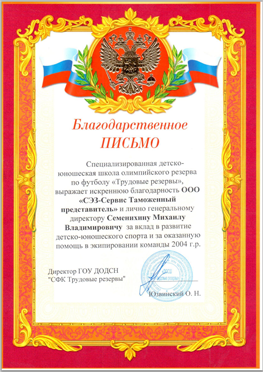 Благодарственное
ПИСЬМО
Специализированная детско-
юношеская школа олимпийского резерва
по футболу «Трудовые резервы»,
выражает искреннюю благодарность ООО
«СЭЗ-Сервис Таможенный
представитель» и лично генеральному
директору Семенихину Михаилу
Владимировичу за вклад в развитие
детско-юношеского спорта и за оказанную
помощь в экипировании команды 2004 г.р.
Директор ГОУ ДОДСН
"СФК Трудовые резервы"
Юзвинский О. Н.